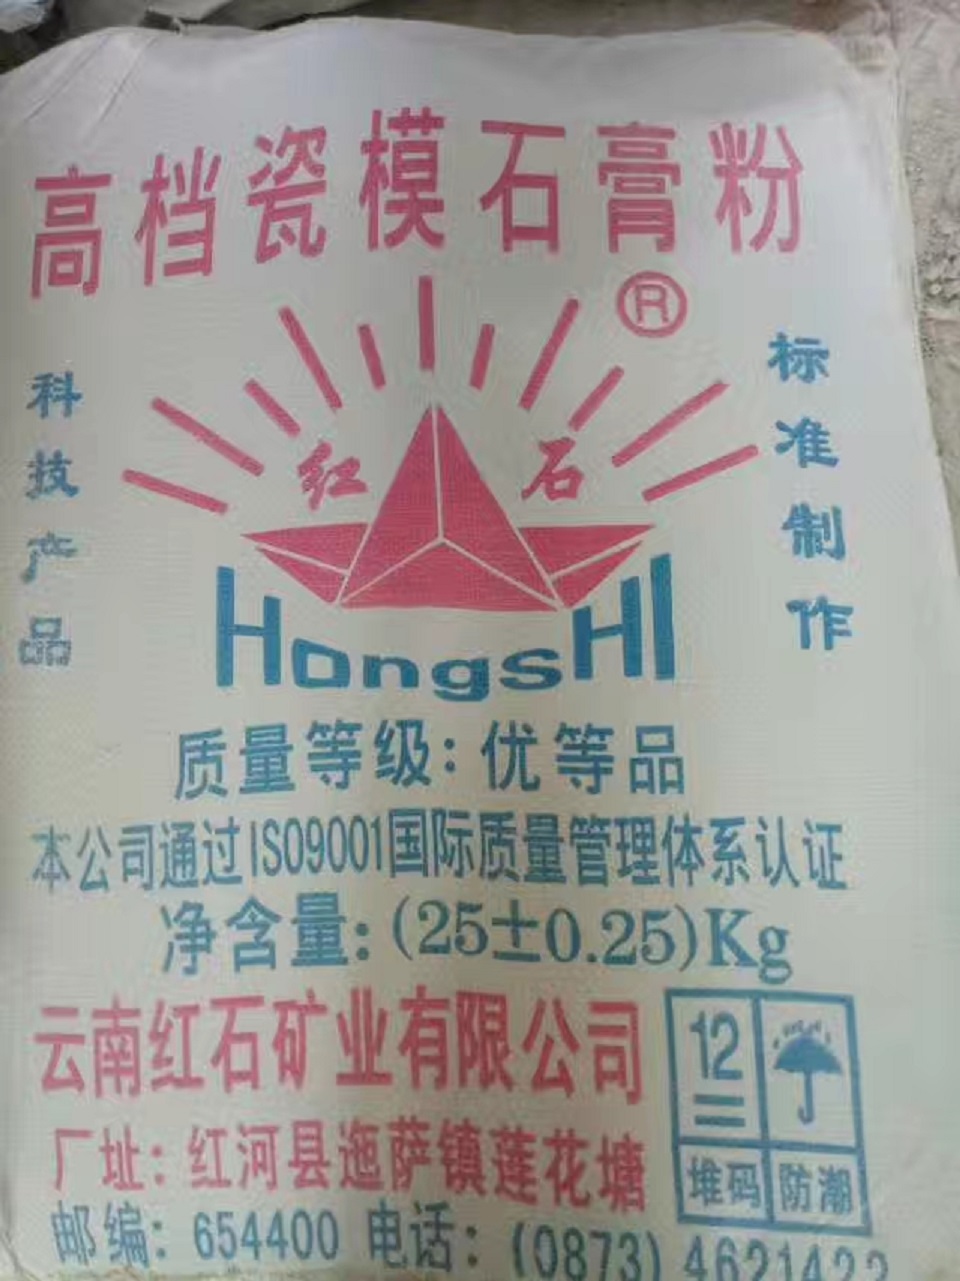 高档瓷模石膏粉
®
科技产品
标准制作
红石
HongsHI
质量等级：优等品
本公司通过ISO9001国际质量管理体系认证
净含量：(25±0.25)Kg
云南红石矿业有限公司
厂址：红河县迤萨镇莲花塘
邮编：654400 电话：(0873) 4621422
12
堆码
防潮